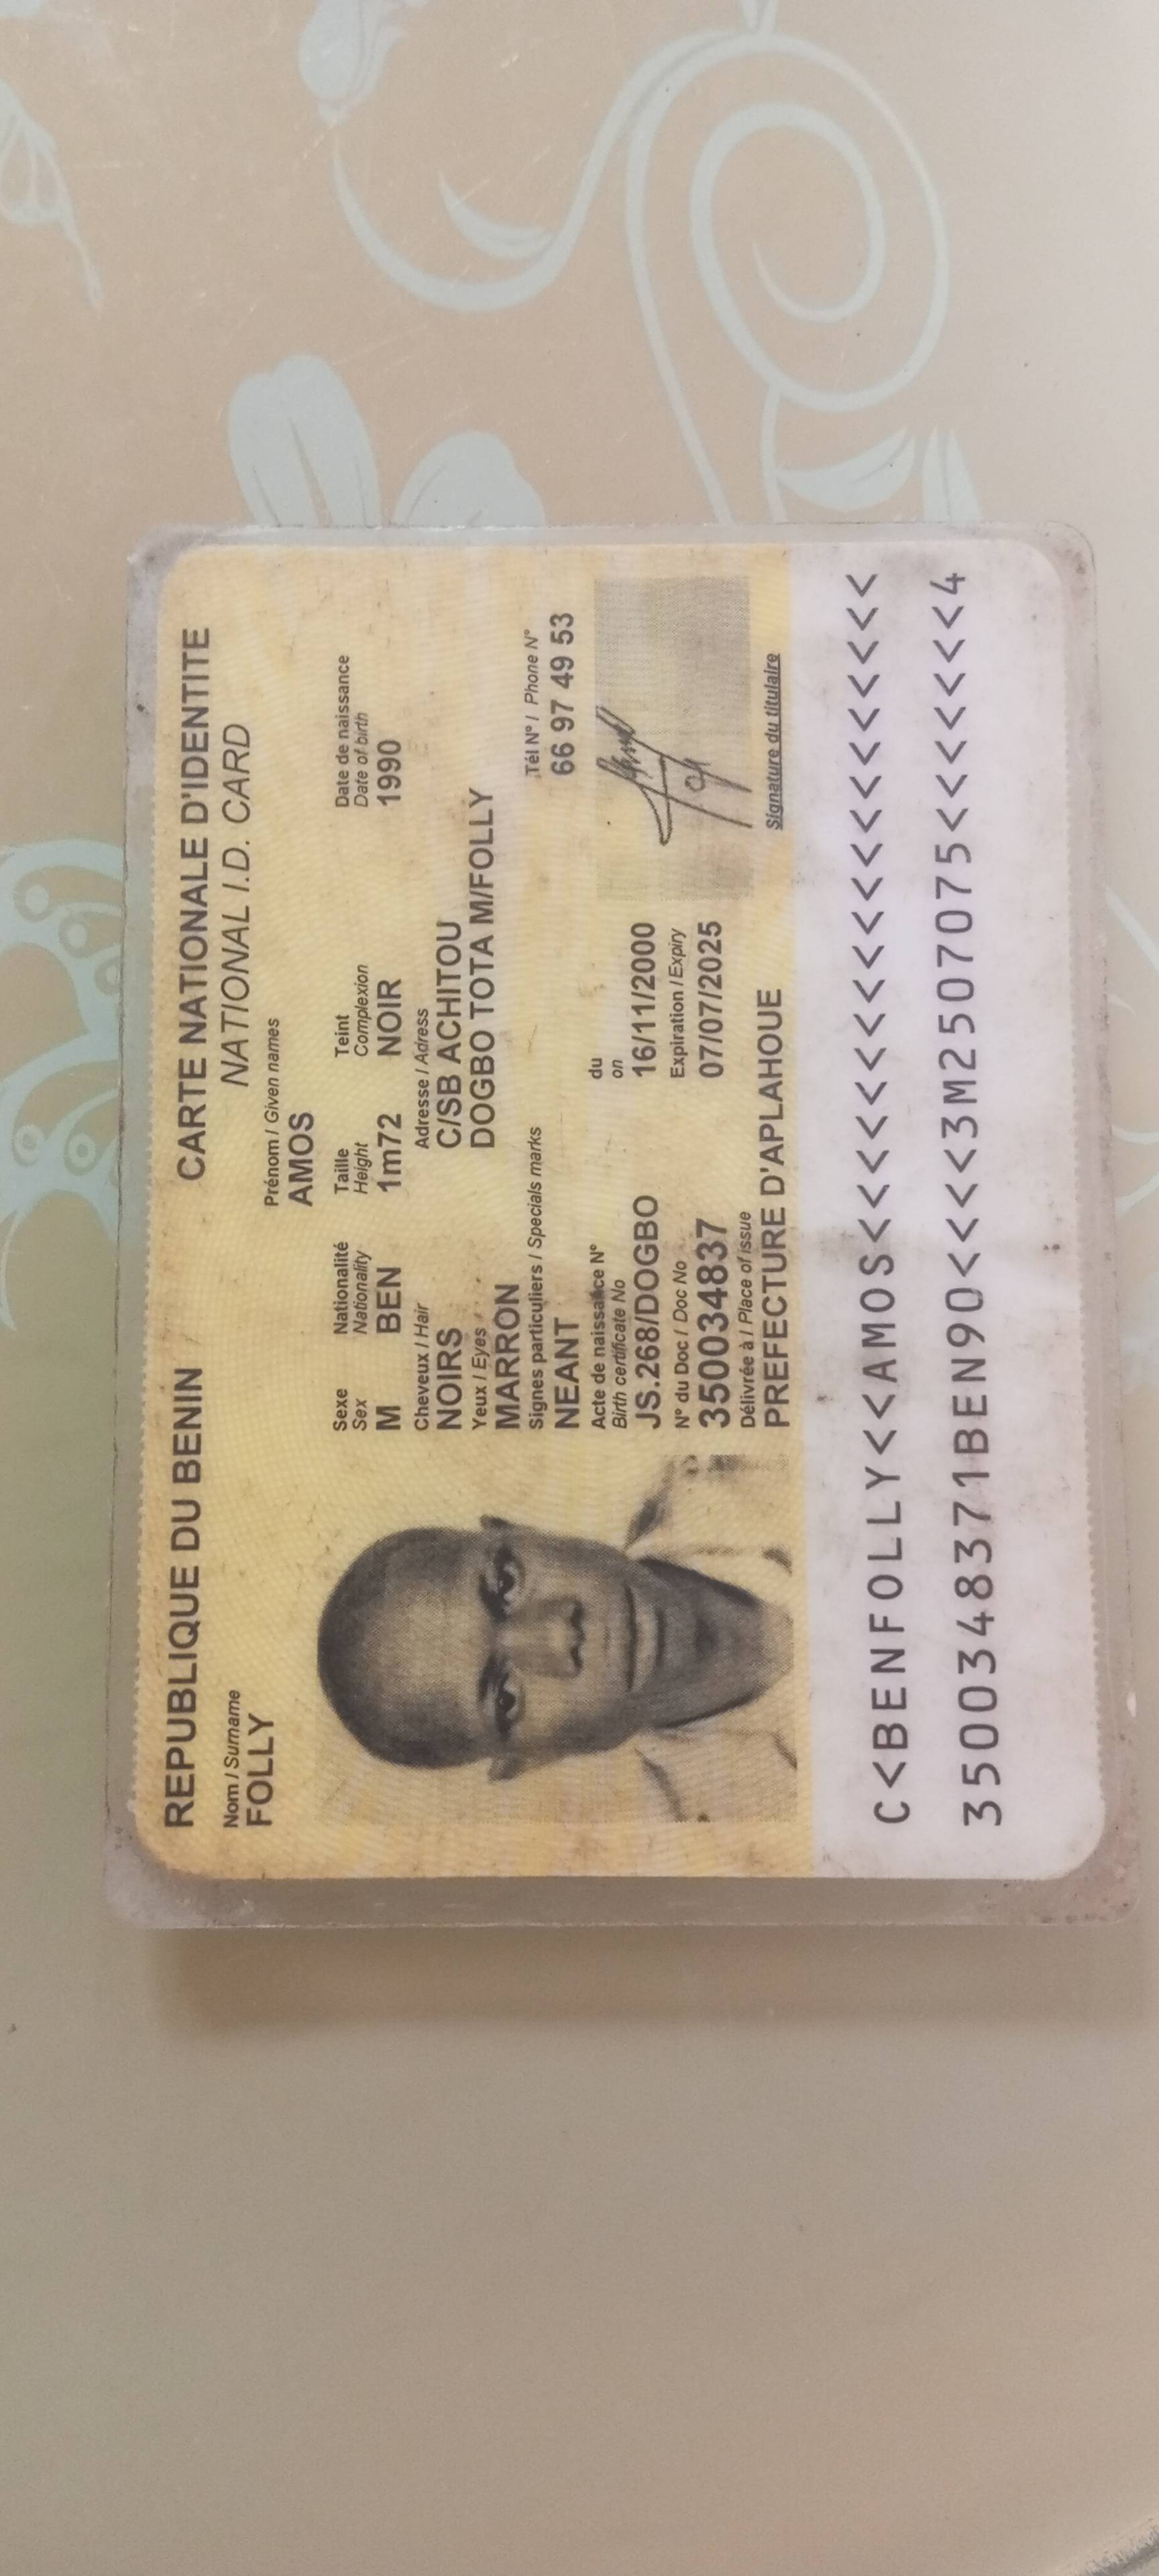 REPUBLIQUE DU BENIN
CARTE NATIONALE D'IDENTITE
NATIONAL I.D. CARD
Nom / Surname
FOLLY
Prénom / Given names
AMOS
Sexe
Sex
M
Nationalité
Nationality
BEN
Taille
Height
1m72
Teint
Complexion
NOIR
Date de naissance
Date of birth
1990
Cheveux / Hair
NOIRS
Adresse / Adress
C/SB ACHITOU
DOGBO TOTA M/FOLLY
Yeux / Eyes
MARRON
Signes particuliers / Specials marks
NEANT
Tél N° / Phone N°
66 97 49 53
Acte de naissance N°
Birth certificate No
JS.268/DOGBO
du
on
16/11/2000
N° du Doc / Doc No
350034837
Expiration / Expiry
07/07/2025
Délivrée à / Place of issue
PREFECTURE D'APLAHOUE
Signature du titulaire
C<BENFOLLY<<AMOS<<<<<<<<<<<<<<<<<<
3500348371BEN90<<<<3M2507075<<<<<<<4